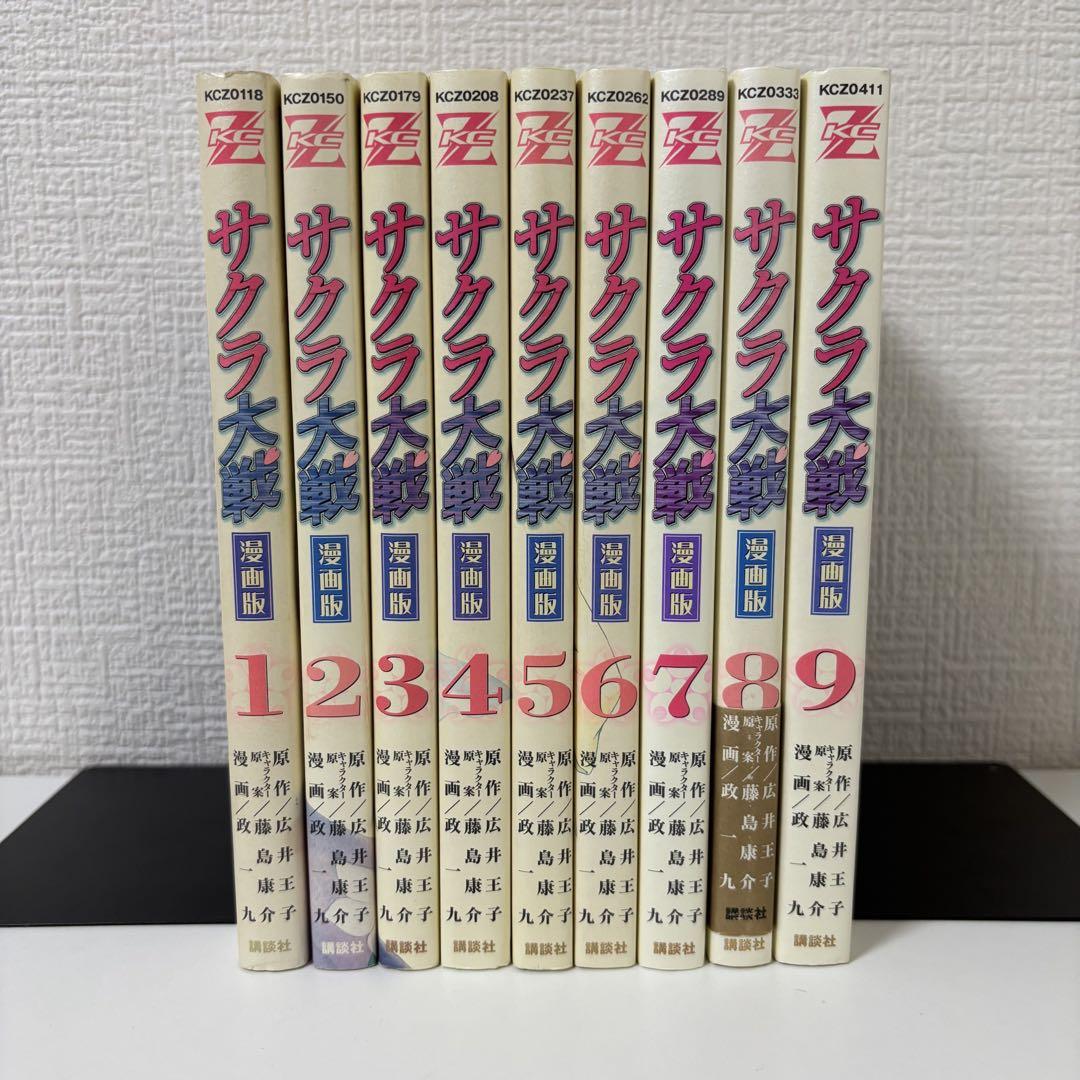 KCZ0118
KCZ
サクラ大戦
漫画版
1
原作/広井王子
キャラクター原案/藤島康介
漫画/政一九
講談社
KCZ0150
KCZ
サクラ大戦
漫画版
2
原作/広井王子
キャラクター原案/藤島康介
漫画/政一九
講談社
KCZ0179
KCZ
サクラ大戦
漫画版
3
原作/広井王子
キャラクター原案/藤島康介
漫画/政一九
講談社
KCZ0208
KCZ
サクラ大戦
漫画版
4
原作/広井王子
キャラクター原案/藤島康介
漫画/政一九
講談社
KCZ0237
KCZ
サクラ大戦
漫画版
5
原作/広井王子
キャラクター原案/藤島康介
漫画/政一九
講談社
KCZ0262
KCZ
サクラ大戦
漫画版
6
原作/広井王子
キャラクター原案/藤島康介
漫画/政一九
講談社
KCZ0289
KCZ
サクラ大戦
漫画版
7
原作/広井王子
キャラクター原案/藤島康介
漫画/政一九
講談社
KCZ0333
KCZ
サクラ大戦
漫画版
8
原作/広井王子
キャラクター原案/藤島康介
漫画/政一九
講談社
講談社
KCZ0411
KCZ
サクラ大戦
漫画版
9
原作/広井王子
キャラクター原案/藤島康介
漫画/政一九
講談社